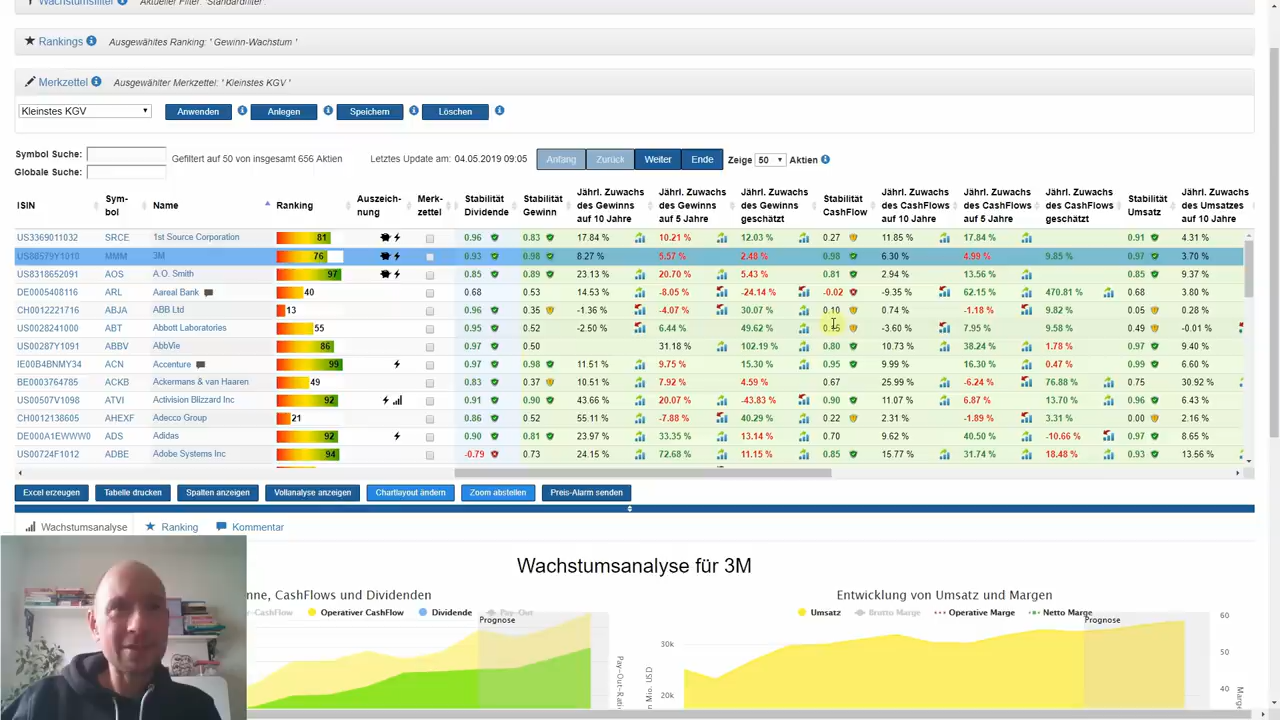 Wachstumsfilter Aktueller Filter: 'Standardfilter'
Rankings Ausgewähltes Ranking: ' Gewinn-Wachstum '
Merkzettel Ausgewählter Merkzettel: ' Kleinstes KGV '
Kleinstes KGV Anwenden Anlegen Speichern Löschen
Symbol Suche: Gefiltert auf 50 von insgesamt 656 Aktien Letztes Update am: 04.05.2019 09:05 Anfang Zurück Weiter Ende Zeige 50 Aktien
Globale Suche:
ISIN Sym-bol Name Ranking Auszeich-nung Merk-zettel Stabilität Dividende Stabilität Gewinn Jährl. Zuwachs des Gewinns auf 10 Jahre Jährl. Zuwachs des Gewinns auf 5 Jahre Jährl. Zuwachs des Gewinns geschätzt Stabilität CashFlow Jährl. Zuwachs des CashFlows auf 10 Jahre Jährl. Zuwachs des CashFlows auf 5 Jahre Jährl. Zuwachs des CashFlows geschätzt Stabilität Umsatz Jährl. Zuwachs des Umsatzes auf 10 Jahre
US3369011032 SRCE 1st Source Corporation 81 0.96 0.83 17.84 % 10.21 % 12.03 % 0.27 11.85 % 17.84 % 0.91 4.31 %
US88579Y1010 MMM 3M 76 0.93 0.98 8.27 % 5.57 % 2.48 % 0.98 6.30 % 4.99 % 9.85 % 0.97 3.70 %
US8318652091 AOS A.O. Smith 97 0.85 0.89 23.13 % 20.70 % 5.43 % 0.81 2.94 % 13.56 % 0.85 9.37 %
DE0005408116 ARL Aareal Bank 40 0.68 0.53 14.53 % -8.05 % -24.14 % -0.02 -9.35 % 62.15 % 470.81 % 0.68 3.80 %
CH0012221716 ABJA ABB Ltd 13 0.96 0.35 -1.36 % -4.07 % 30.07 % 0.10 0.74 % -1.18 % 9.82 % 0.05 0.28 %
US0028241000 ABT Abbott Laboratories 55 0.95 0.52 -2.50 % 6.44 % 49.62 % -3.60 % 7.95 % 9.58 % 0.49 -0.01 %
US00287Y1091 ABBV AbbVie 86 0.97 0.50 31.18 % 102.19 % 0.80 10.73 % 38.24 % 1.78 % 0.97 9.40 %
IE00B4BNMY34 ACN Accenture 99 0.97 0.98 11.51 % 9.75 % 15.30 % 0.95 9.99 % 16.30 % 0.47 % 0.99 6.60 %
BE0003764785 ACKB Ackermans & van Haaren 49 0.83 0.37 10.51 % 7.92 % 4.59 % 0.67 25.99 % -6.24 % 76.88 % 0.75 30.92 %
US00507V1098 ATVI Activision Blizzard Inc 92 0.91 0.90 43.66 % 20.07 % -43.83 % 0.90 11.07 % 6.87 % 13.70 % 0.96 6.43 %
CH0012138605 AHEXF Adecco Group 21 0.86 0.52 55.11 % -7.88 % 40.29 % 0.22 2.31 % -1.89 % 3.31 % 0.00 2.16 %
DE000A1EWWW0 ADS Adidas 92 0.90 0.81 23.97 % 33.35 % 13.14 % 0.70 9.62 % 40.50 % -10.66 % 0.97 8.65 %
US00724F1012 ADBE Adobe Systems Inc 94 -0.79 0.73 24.15 % 72.68 % 11.15 % 0.85 15.77 % 31.74 % 18.48 % 0.93 13.56 %
Excel erzeugen Tabelle drucken Spalten anzeigen Vollanalyse anzeigen Chartlayout ändern Zoom abstellen Preis-Alarm senden
Wachstumsanalyse Ranking Kommentar
Wachstumsanalyse für 3M
nne, CashFlows und Dividenden Entwicklung von Umsatz und Margen
er-CashFlow Operativer CashFlow Dividende Pay-Out Umsatz Brotto Marge Operative Marge Netto Marge
Prognose Prognose 60
30k 50
20k 40
Pay-Out-Rati
n Mio. USD
Marge